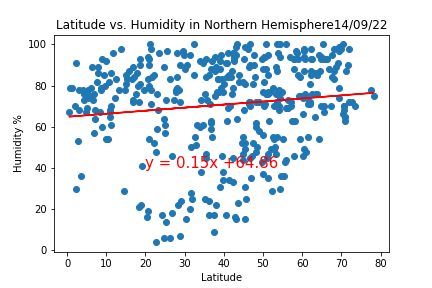 Latitude vs. Humidity in Northern Hemisphere14/09/22
100
80
60
40
20
0
Humidity %
y = 0.15x +64.86
0 10 20 30 40 50 60 70 80
Latitude